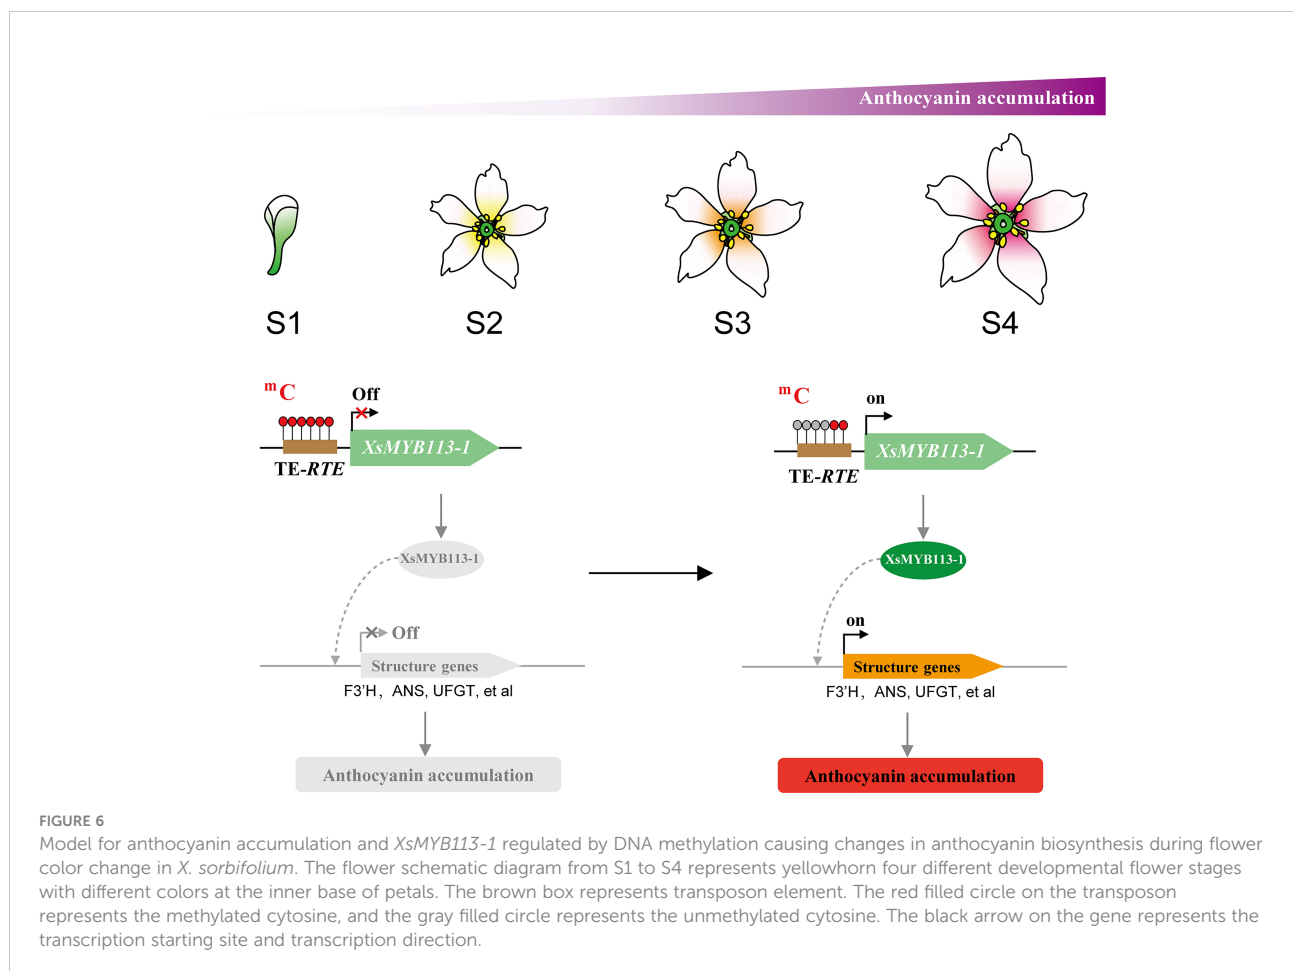 Anthocyanin accumulation
S1
S2
S3
S4
mC
Off
XsMYB113-1
TE-RTE
XsMYB113-1
Off
Structure genes
F3'H，ANS, UFGT, et al
Anthocyanin accumulation
mC
on
XsMYB113-1
TE-RTE
XsMYB113-1
on
Structure genes
F3'H，ANS, UFGT, et al
Anthocyanin accumulation
FIGURE 6
Model for anthocyanin accumulation and XsMYB113-1 regulated by DNA methylation causing changes in anthocyanin biosynthesis during flower
color change in X. sorbifolium. The flower schematic diagram from S1 to S4 represents yellowhorn four different developmental flower stages
with different colors at the inner base of petals. The brown box represents transposon element. The red filled circle on the transposon
represents the methylated cytosine, and the gray filled circle represents the unmethylated cytosine. The black arrow on the gene represents the
transcription starting site and transcription direction.